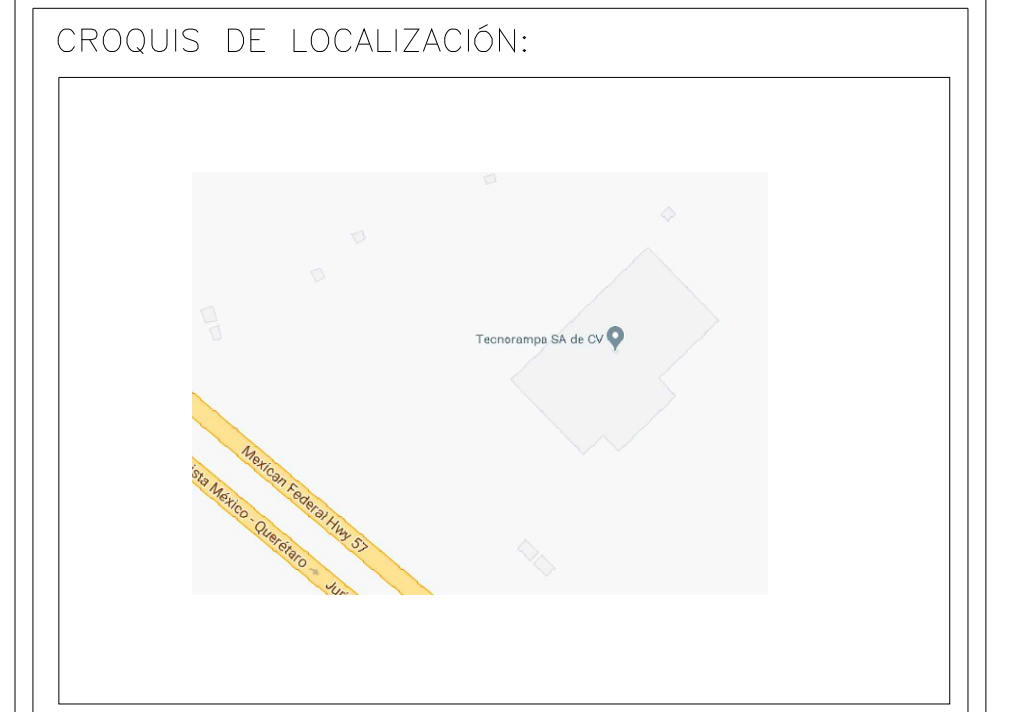 CROQUIS DE LOCALIZACIÓN:
Tecnorampa SA de CV
Mexican Federal Hwy 57
ista México - Querétaro